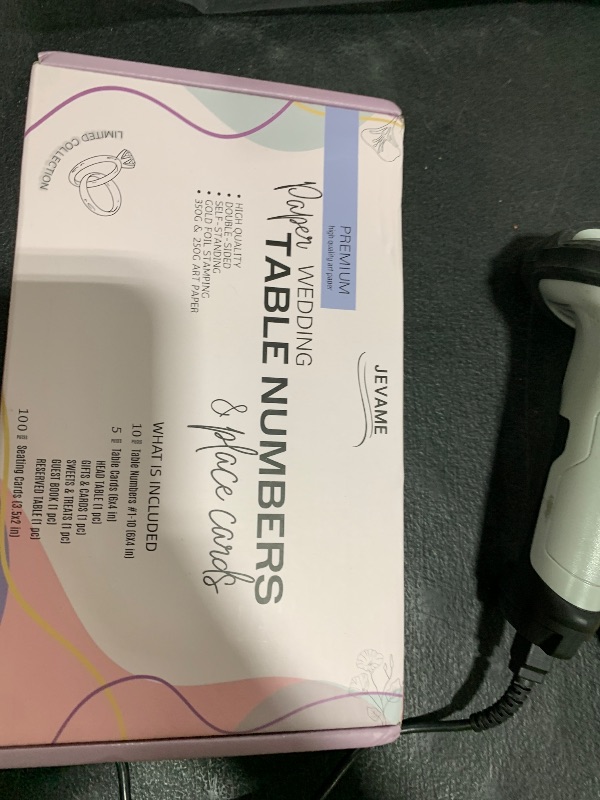 JEVAME
PREMIUM
high quality art paper
Paper WEDDING
TABLE NUMBERS
& place cards
• HIGH QUALITY
• DOUBLE-SIDED
• SELF-STANDING
• GOLD FOIL STAMPING
• 350G & 250G ART PAPER
LIMITED COLLECTION
WHAT IS INCLUDED
10 Table Numbers #1-10 (6X4 in)
5 Table Cards (6x4 in)
HEAD TABLE (1 pc)
GIFTS & CARDS (1 pc)
SWEETS & TREATS (1 pc)
GUEST BOOK (1 pc)
RESERVED TABLE (1 pc)
100 Seating Cards (3.5x2 in)